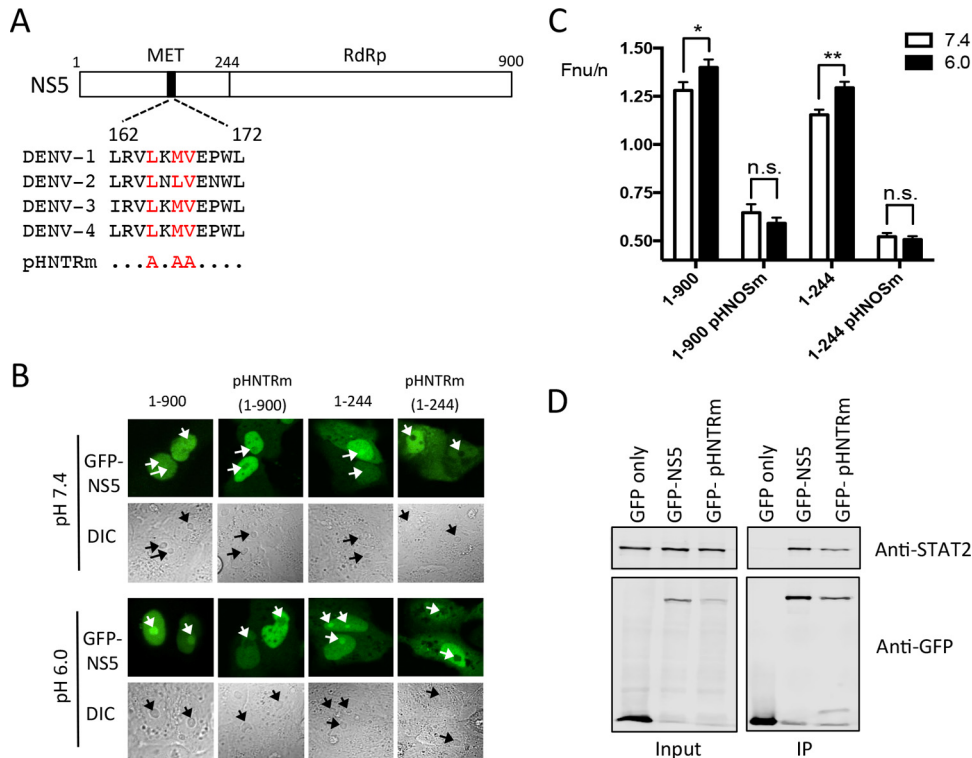 A
1 MET 244 RdRp 900
NS5
162 172
DENV-1 LRVLKMVEPWL
DENV-2 LRVLNLVENWL
DENV-3 IRVLKMVEPWL
DENV-4 LRVLKMVEPWL
pHNTRm ...A.AA....
B
1-900 pHNTRm (1-900) 1-244 pHNTRm (1-244)
pH 7.4
GFP-
NS5
DIC
pH 6.0
GFP-
NS5
DIC
C
Fnu/n
1.50
1.25
1.00
0.75
0.50
* n.s. ** n.s.
7.4
6.0
1-900
1-900 pHNOSm
1-244
1-244 pHNOSm
D
GFP only
GFP-NS5
GFP- pHNTRm
GFP only
GFP-NS5
GFP- pHNTRm
Anti-STAT2
Anti-GFP
Input IP